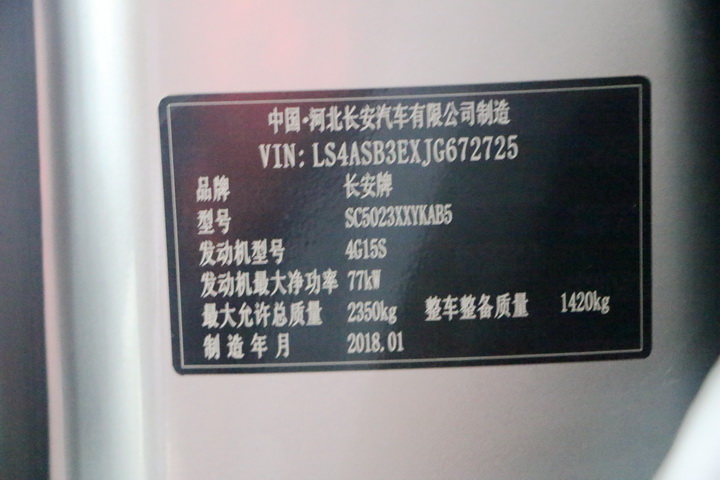 中国·河北长安汽车有限公司制造
VIN: LS4ASB3EXJG672725
品牌 长安牌
型号 SC5023XXYKAB5
发动机型号 4G15S
发动机最大净功率 77kW
最大允许总质量 2350kg 整车整备质量 1420kg
制造年月 2018.01